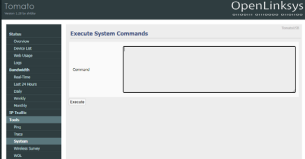 Tomato
OpenLinksys
Status
Overview
Device List
Web Usage
Logs
Bandwidth
Real-Time
Last 24 Hours
Daily
Weekly
Monthly
IP Traffic
Tools
Ping
Trace
System
Wireless Survey
WOL
Execute System Commands
Command
Execute